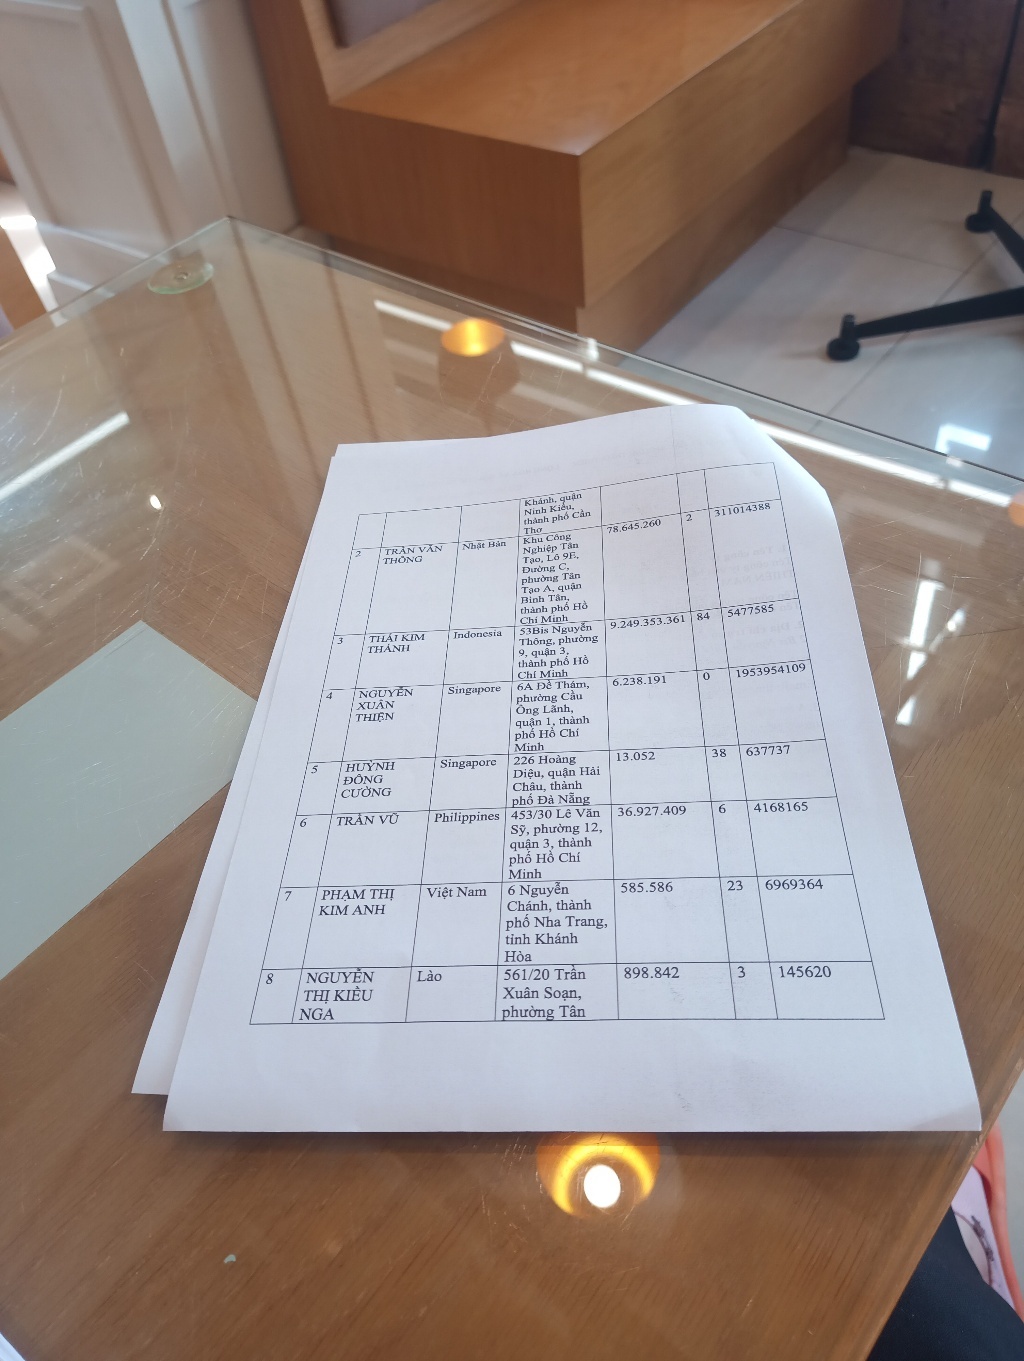 Khánh, quận
Ninh Kiều,
thành phố Cần
Thơ
2
TRẦN VĂN
THÔNG
Nhật Bản
Khu Công
Nghiệp Tân
Tạo, Lô 9E,
Đường C,
phường Tân
Tạo A, quận
Bình Tân,
thành phố Hồ
Chí Minh
78.645.260
2
311014388
3
THÁI KIM
THÀNH
Indonesia
53Bis Nguyễn
Thông, phường
9, quận 3,
thành phố Hồ
Chí Minh
9.249.353.361
84
5477585
4
NGUYỄN
XUÂN
THIỆN
Singapore
6A Đề Thám,
phường Cầu
Ông Lãnh,
quận 1, thành
phố Hồ Chí
Minh
6.238.191
0
1953954109
5
HUỲNH
ĐÔNG
CƯỜNG
Singapore
226 Hoàng
Diệu, quận Hải
Châu, thành
phố Đà Nẵng
13.052
38
637737
6
TRẦN VŨ
Philippines
453/30 Lê Văn
Sỹ, phường 12,
quận 3, thành
phố Hồ Chí
Minh
36.927.409
6
4168165
7
PHẠM THỊ
KIM ANH
Việt Nam
6 Nguyễn
Chánh, thành
phố Nha Trang,
tỉnh Khánh
Hòa
585.586
23
6969364
8
NGUYỄN
THỊ KIỀU
NGA
Lào
561/20 Trần
Xuân Soạn,
phường Tân
898.842
3
145620